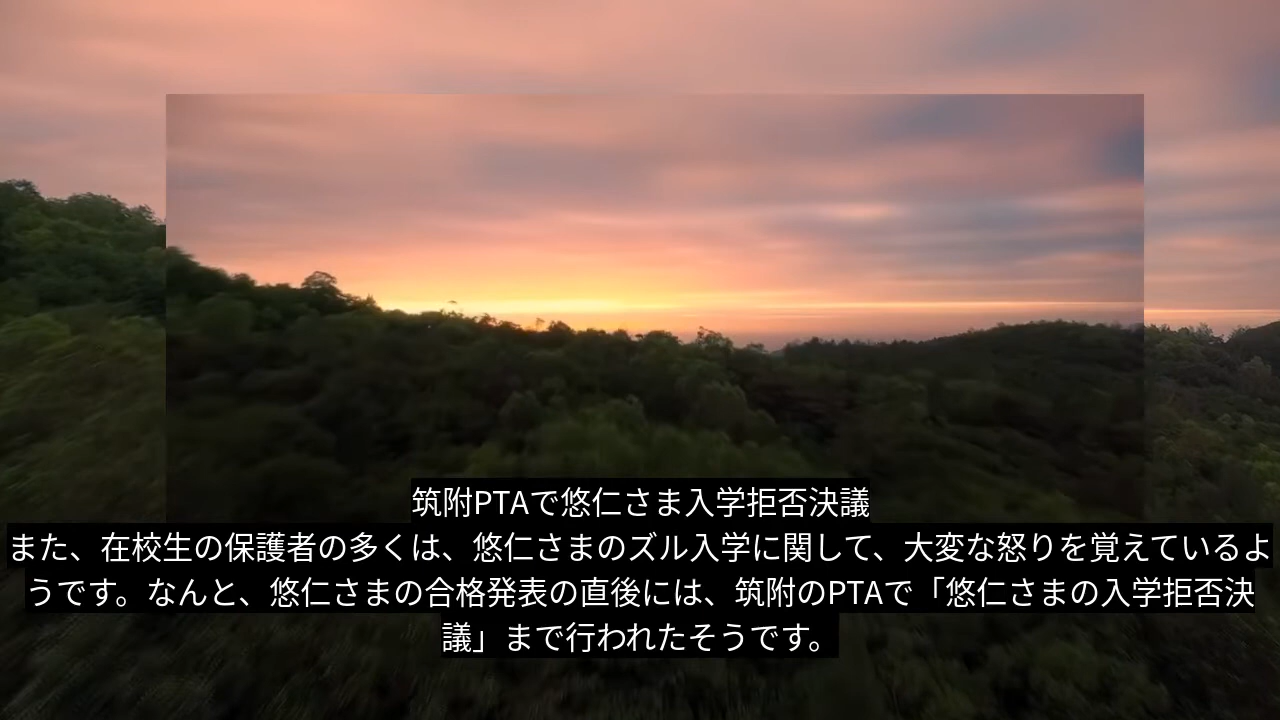 筑附PTAで悠仁さま入学拒否決議
また、在校生の保護者の多くは、悠仁さまのズル入学に関して、大変な怒りを覚えているよ
うです。なんと、悠仁さまの合格発表の直後には、筑附のPTAで「悠仁さまの入学拒否決
議」まで行われたそうです。